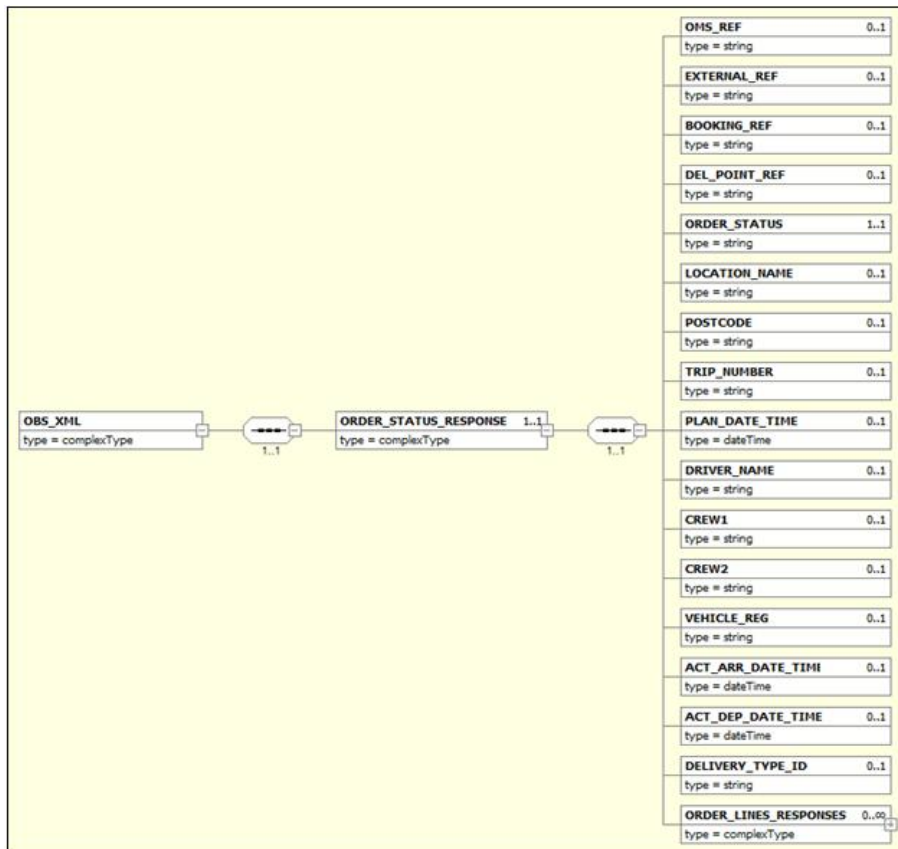 OMS_REF 0..1
type = string
EXTERNAL_REF 0..1
type = string
BOOKING_REF 0..1
type = string
DEL_POINT_REF 0..1
type = string
ORDER_STATUS 1..1
type = string
LOCATION_NAME 0..1
type = string
POSTCODE 0..1
type = string
TRIP_NUMBER 0..1
type = string
OBS_XML
type = complexType
1..1
ORDER_STATUS_RESPONSE 1..1
type = complexType
1..1
PLAN_DATE_TIME 0..1
type = dateTime
DRIVER_NAME 0..1
type = string
CREW1 0..1
type = string
CREW2 0..1
type = string
VEHICLE_REG 0..1
type = string
ACT_ARR_DATE_TIMI 0..1
type = dateTime
ACT_DEP_DATE_TIME 0..1
type = dateTime
DELIVERY_TYPE_ID 0..1
type = string
ORDER_LINES_RESPONSES 0..∞
type = complexType